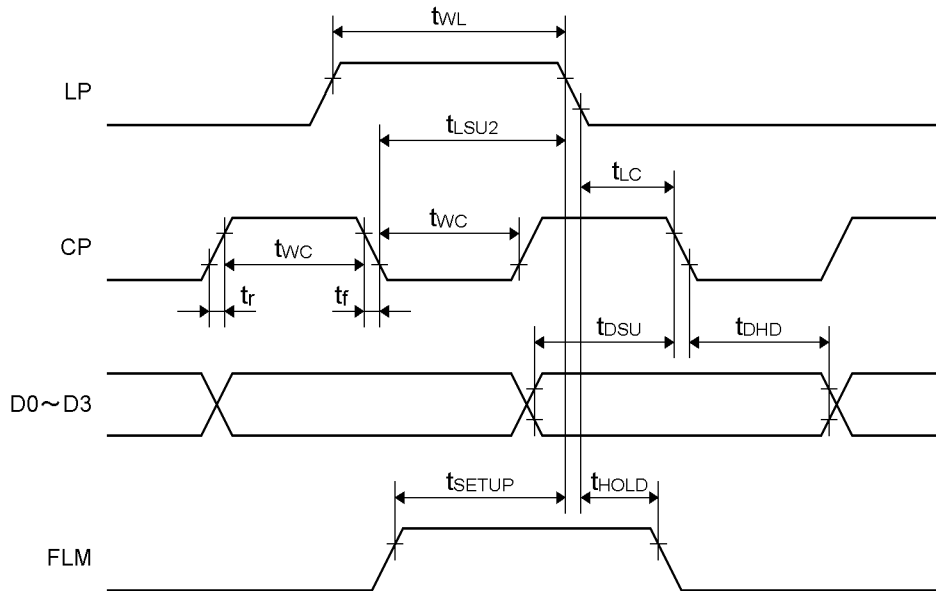 tWL
LP
tLSU2
tLC
CP
tWC
tWC
tr
tf
tDSU
tDHD
D0～D3
tSETUP
tHOLD
FLM